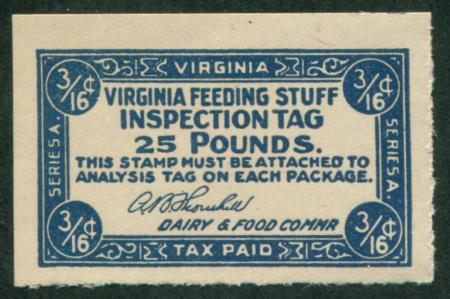 3/16¢ VIRGINIA 3/16¢
VIRGINIA FEEDING STUFF
INSPECTION TAG
25 POUNDS.
THIS STAMP MUST BE ATTACHED TO
ANALYSIS TAG ON EACH PACKAGE.
SERIES A.
SERIES A.
A B Thornhill
DAIRY & FOOD COMMR
3/16¢ TAX PAID 3/16¢